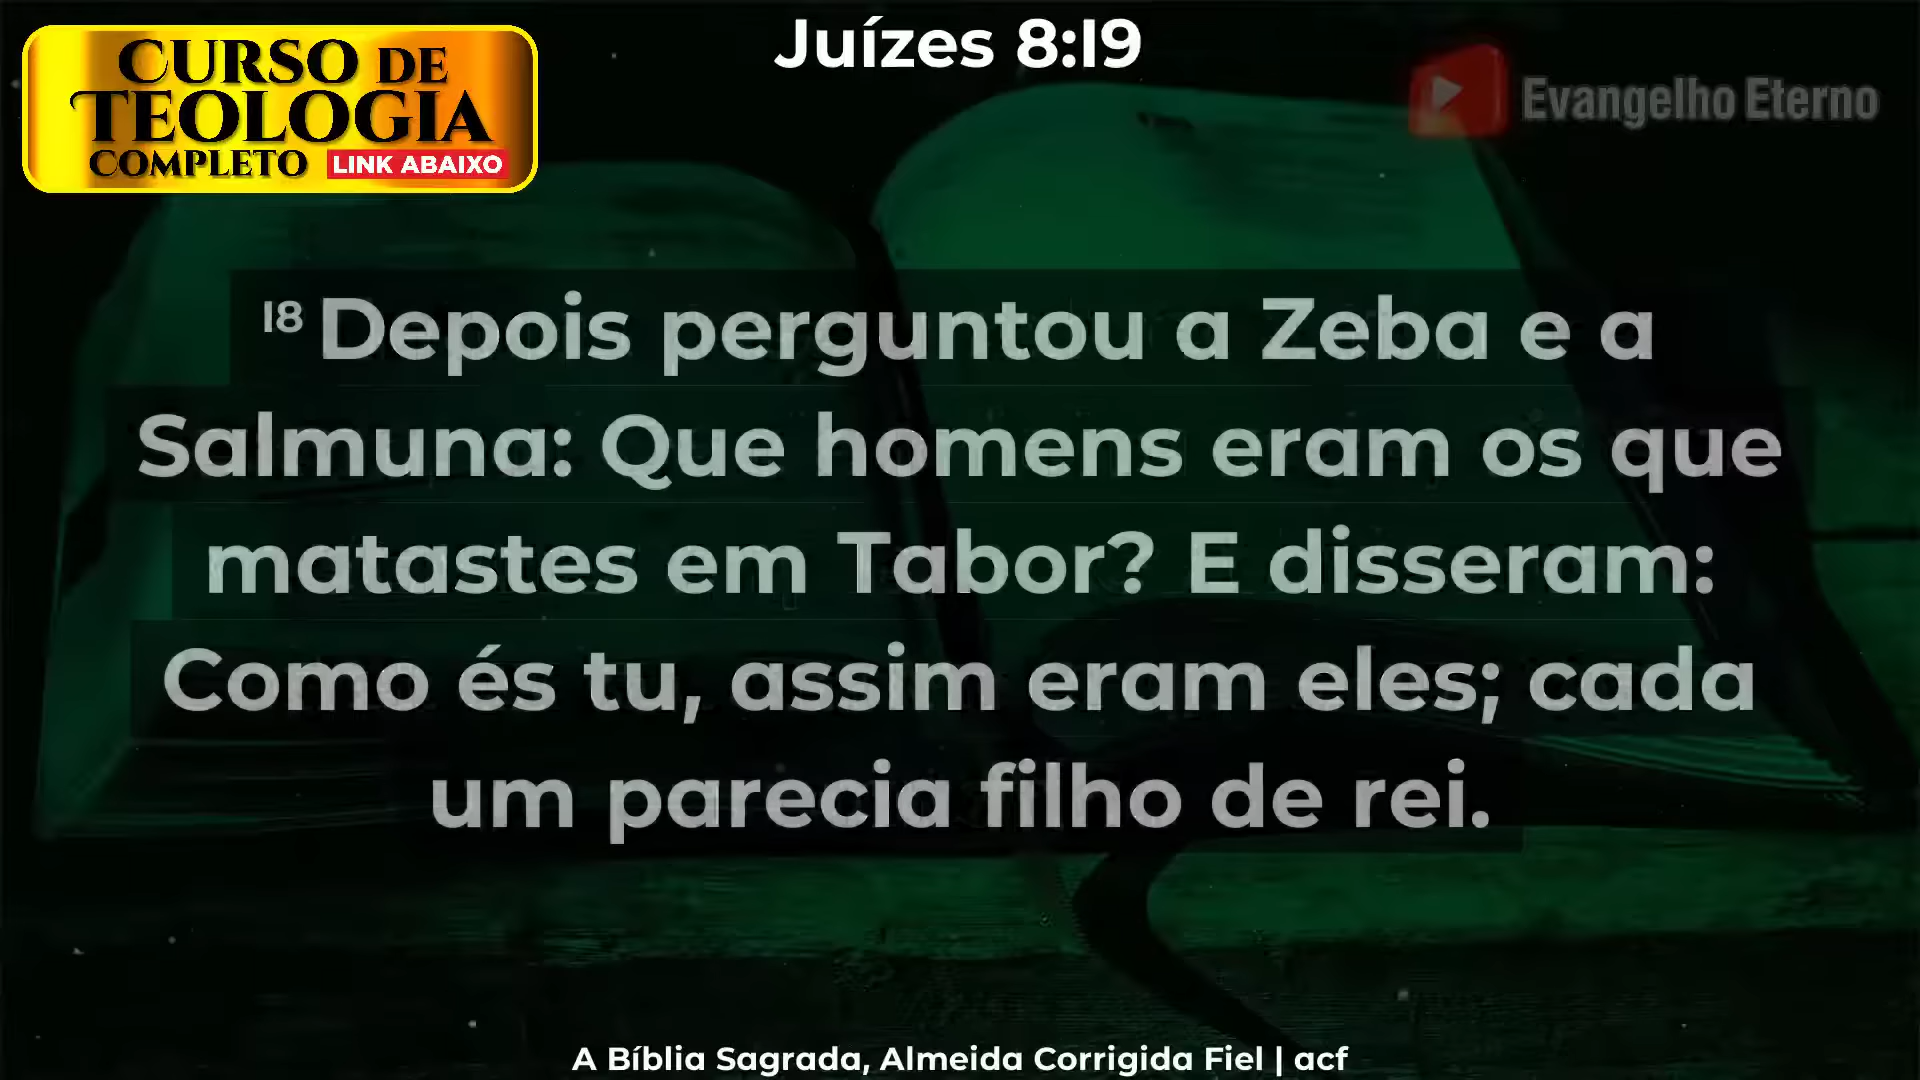 CURSO DE
TEOLOGIA
COMPLETO LINK ABAIXO
Juízes 8:19
Evangelho Eterno
18 Depois perguntou a Zeba e a
Salmuna: Que homens eram os que
matastes em Tabor? E disseram:
Como és tu, assim eram eles; cada
um parecia filho de rei.
A Bíblia Sagrada, Almeida Corrigida Fiel | acf